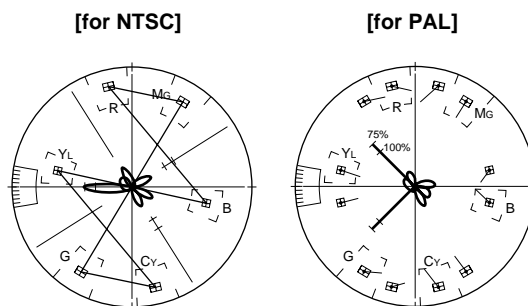 [for NTSC]
[for PAL]
R
MG
YL
B
G
CY
R
MG
75%
100%
YL
B
G
CY